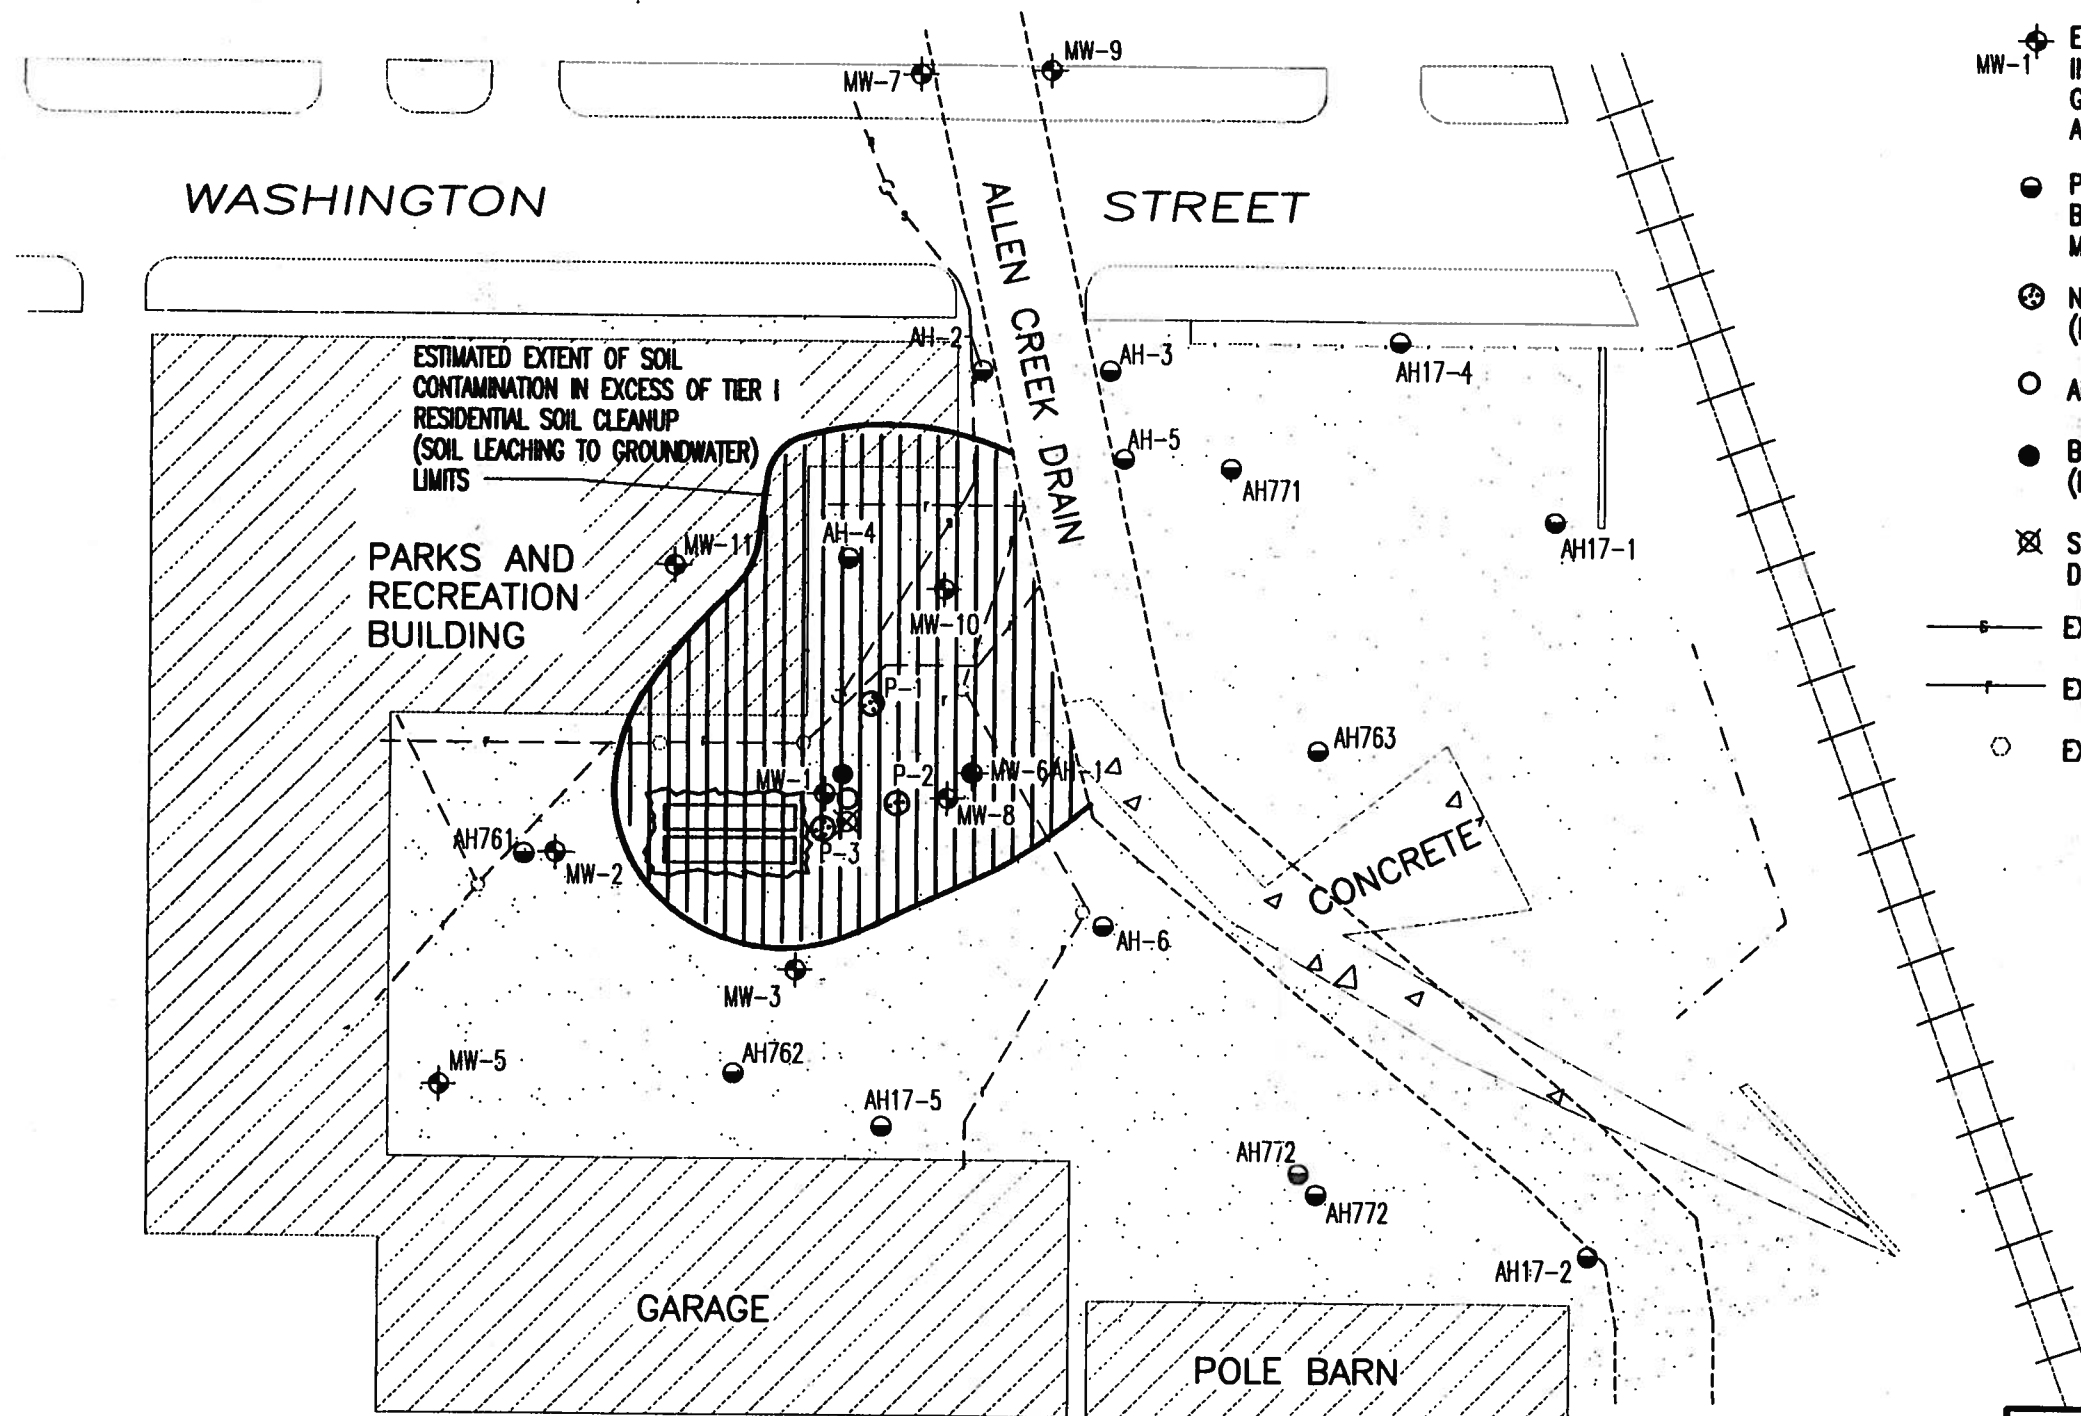 MW-7
MW-9
MW-1
WASHINGTON
STREET
ALLEN CREEK DRAIN
AH-2
AH-3
AH17-4
ESTIMATED EXTENT OF SOIL
CONTAMINATION IN EXCESS OF TIER I
RESIDENTIAL SOIL CLEANUP
(SOIL LEACHING TO GROUNDWATER)
LIMITS
AH-5
AH771
AH17-1
AH-4
MW-11
PARKS AND
RECREATION
BUILDING
MW-10
P-1
AH763
MW-1
P-2
MW-6
AH-1
MW-8
AH761
MW-2
P-3
CONCRETE
AH-6
MW-3
MW-5
AH762
AH17-5
AH772
AH772
AH17-2
GARAGE
POLE BARN